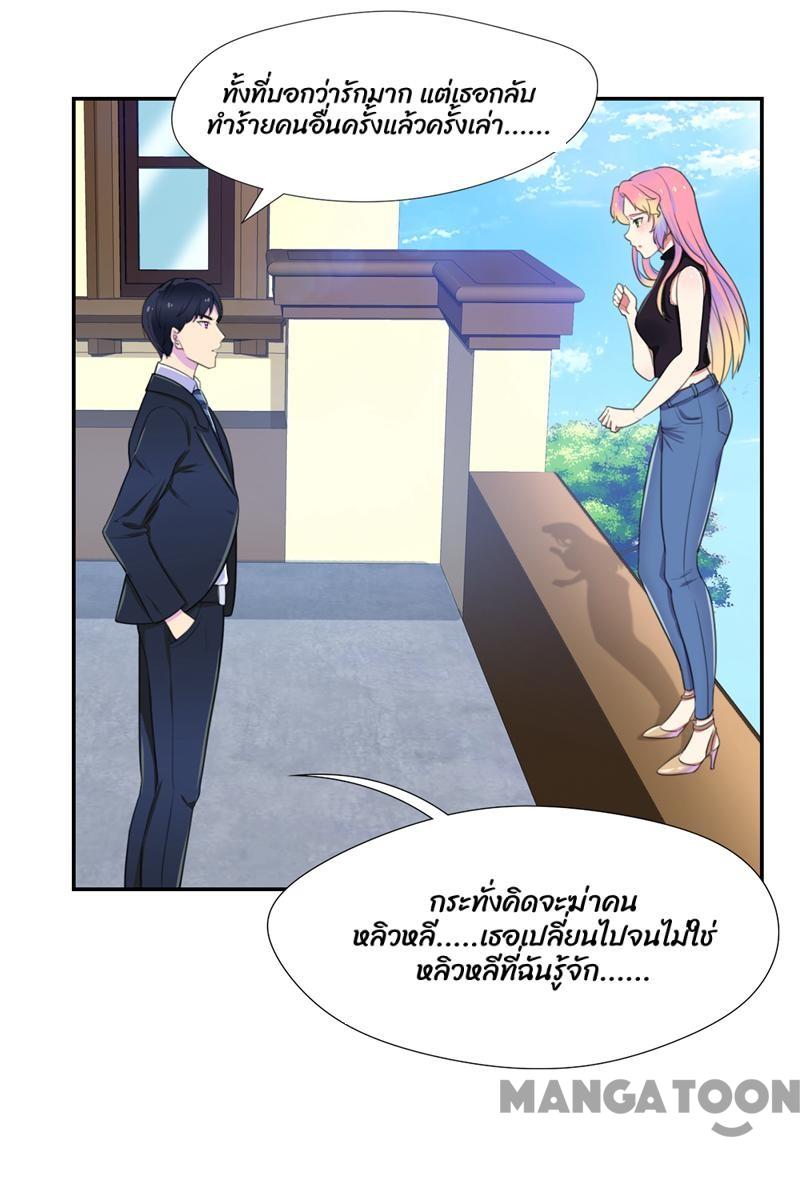 ทั้งที่บอกว่ารักมาก แต่เธอกลับ
ทำร้ายคนอื่นครั้งแล้วครั้งเล่า......
กระทั่งคิดจะฆ่าคน
หลิวหลี.....เธอเปลี่ยนไปจนไม่ใช่
หลิวหลีที่ฉันรู้จัก......
MANGATOON